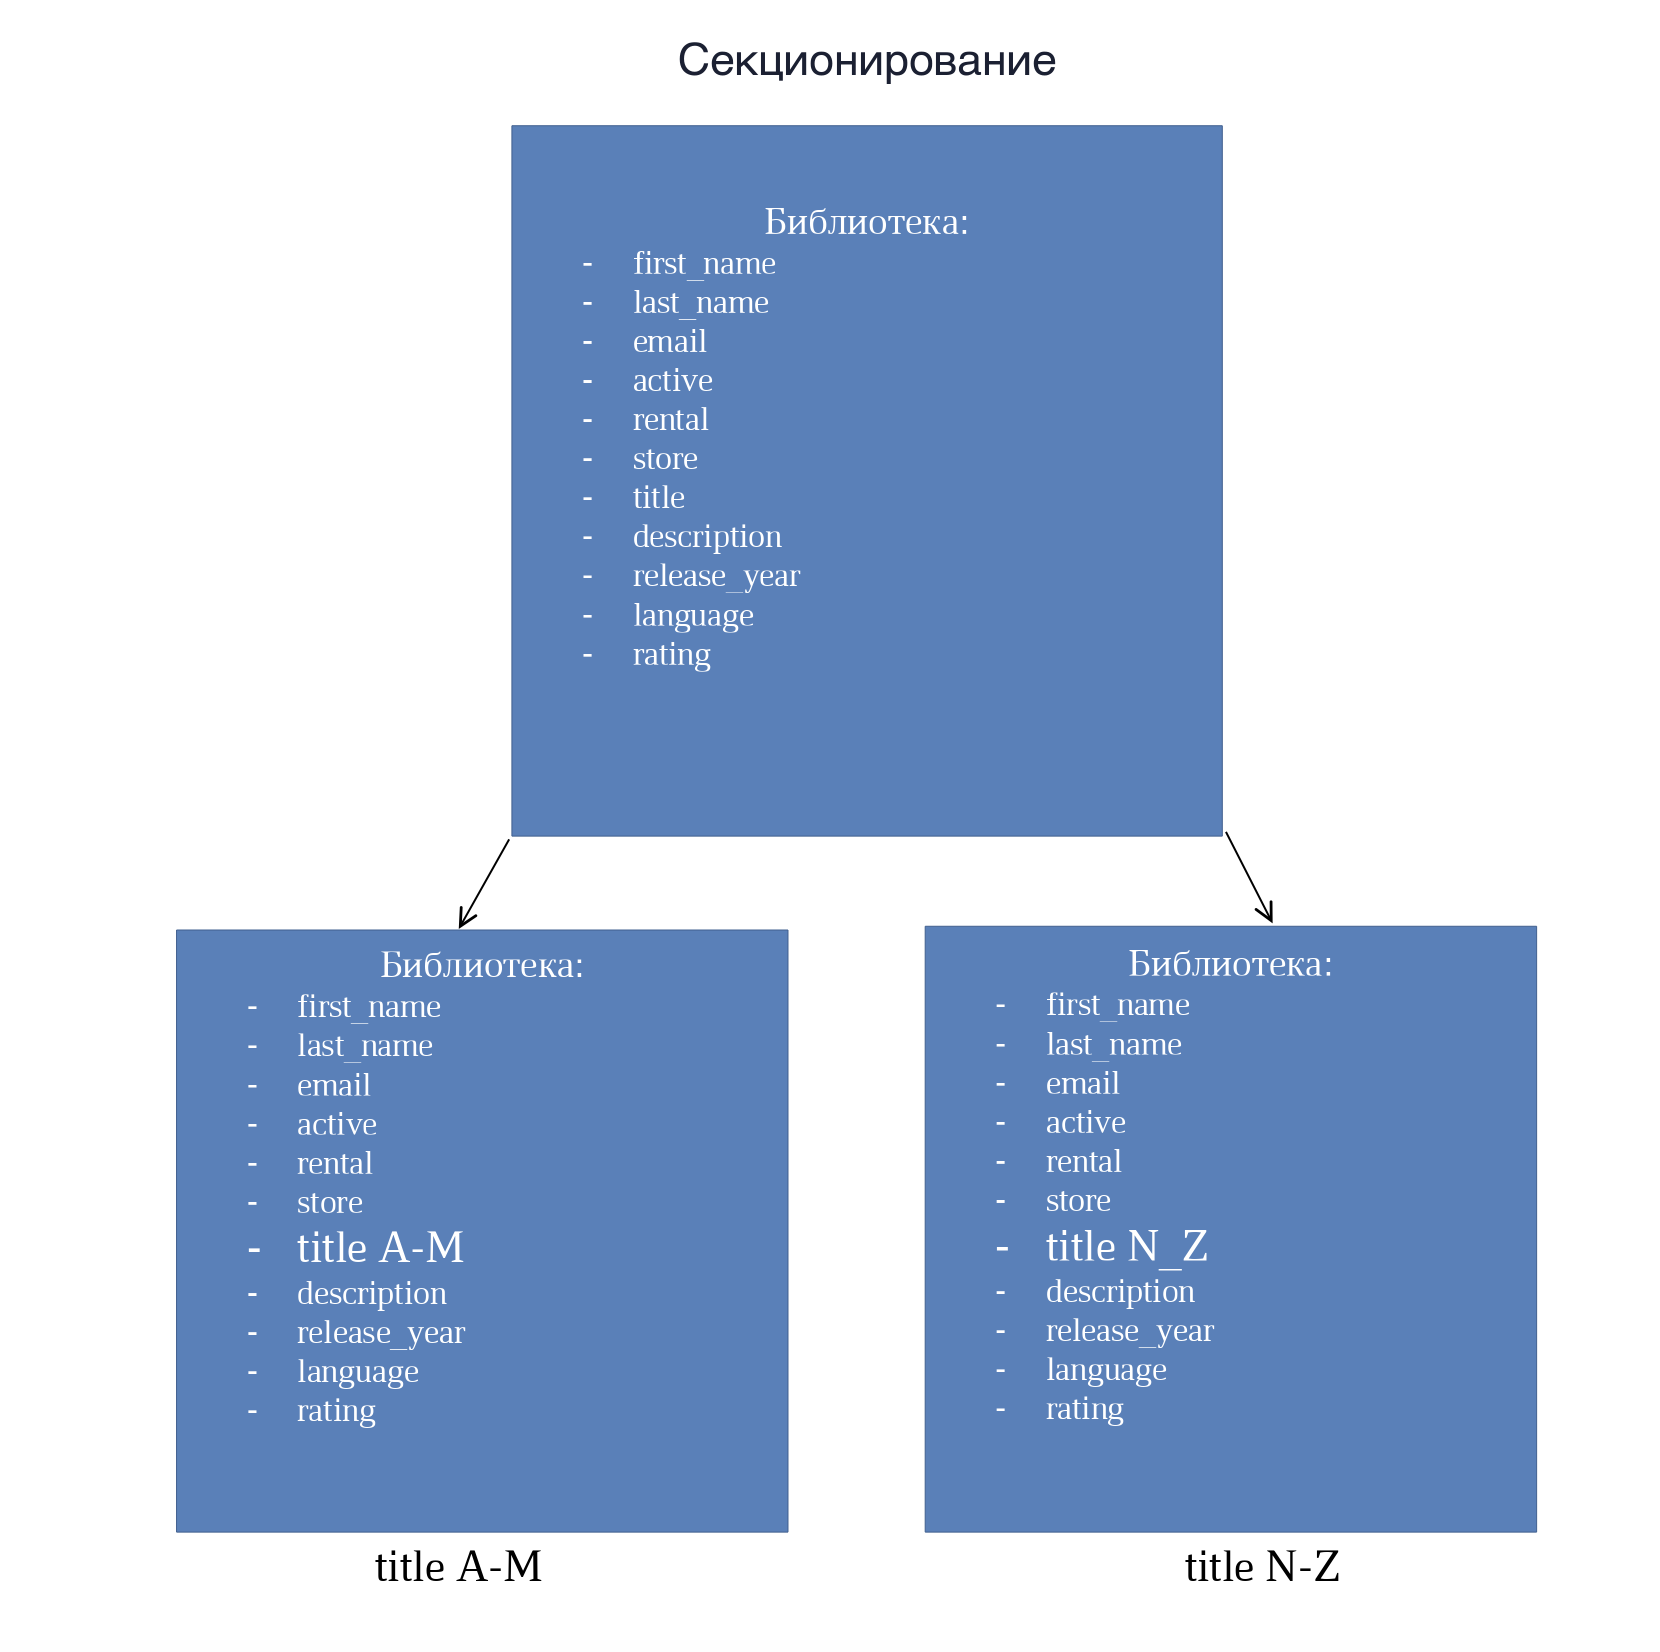 Секционирование
Библиотека:
- first_name
- last_name
- email
- active
- rental
- store
- title
- description
- release_year
- language
- rating
Библиотека:
- first_name
- last_name
- email
- active
- rental
- store
- title A-M
- description
- release_year
- language
- rating
title A-M
Библиотека:
- first_name
- last_name
- email
- active
- rental
- store
- title N_Z
- description
- release_year
- language
- rating
title N-Z